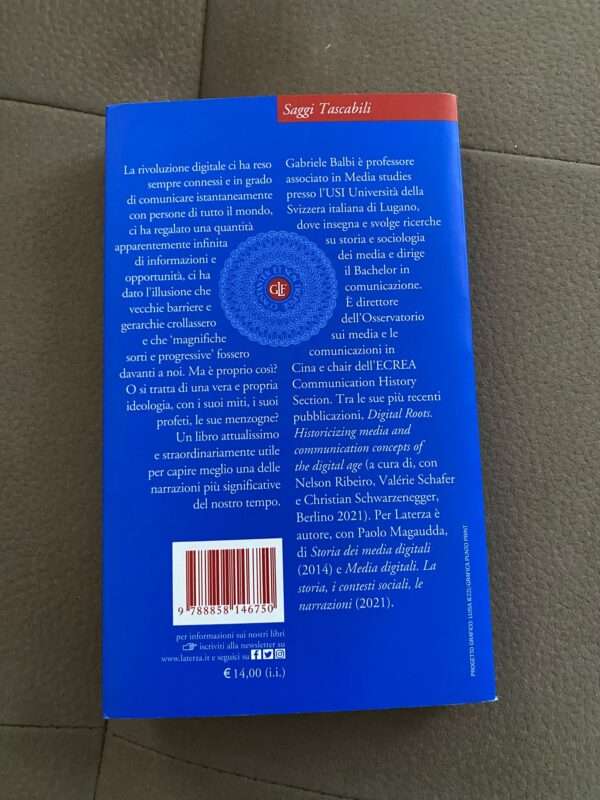 Saggi Tascabili
La rivoluzione digitale ci ha reso
sempre connessi e in grado
di comunicare istantaneamente
con persone di tutto il mondo,
ci ha regalato una quantità
apparentemente infinita
di informazioni e
opportunità, ci ha
dato l'illusione che
vecchie barriere e
gerarchie crollassero
e che 'magnifiche
sorti e progressive' fossero
davanti a noi. Ma è proprio così?
O si tratta di una vera e propria
ideologia, con i suoi miti, i suoi
profeti, le sue menzogne?
Un libro attualissimo
e straordinariamente utile
per capire meglio una delle
narrazioni più significative
del nostro tempo.
GLF
Gabriele Balbi è professore
associato in Media studies
presso l'USI Università della
Svizzera italiana di Lugano,
dove insegna e svolge ricerche
su storia e sociologia
dei media e dirige
il Bachelor in
comunicazione.
È direttore
dell'Osservatorio
sui media e le
comunicazioni in
Cina e chair dell'ECREA
Communication History
Section. Tra le sue più recenti
pubblicazioni, Digital Roots.
Historicizing media and
communication concepts of
the digital age (a cura di, con
Nelson Ribeiro, Valérie Schafer
e Christian Schwarzenegger,
Berlino 2021). Per Laterza è
autore, con Paolo Magaudda,
di Storia dei media digitali
(2014) e Media digitali. La
storia, i contesti sociali, le
narrazioni (2021).
9 788858 146750
per informazioni sui nostri libri
iscriviti alla newsletter su
www.laterza.it e seguici su
€ 14,00 (i.i.)
PROGETTO GRAFICO: LUISA IEZZI/GRAFICA PUNTO PRINT